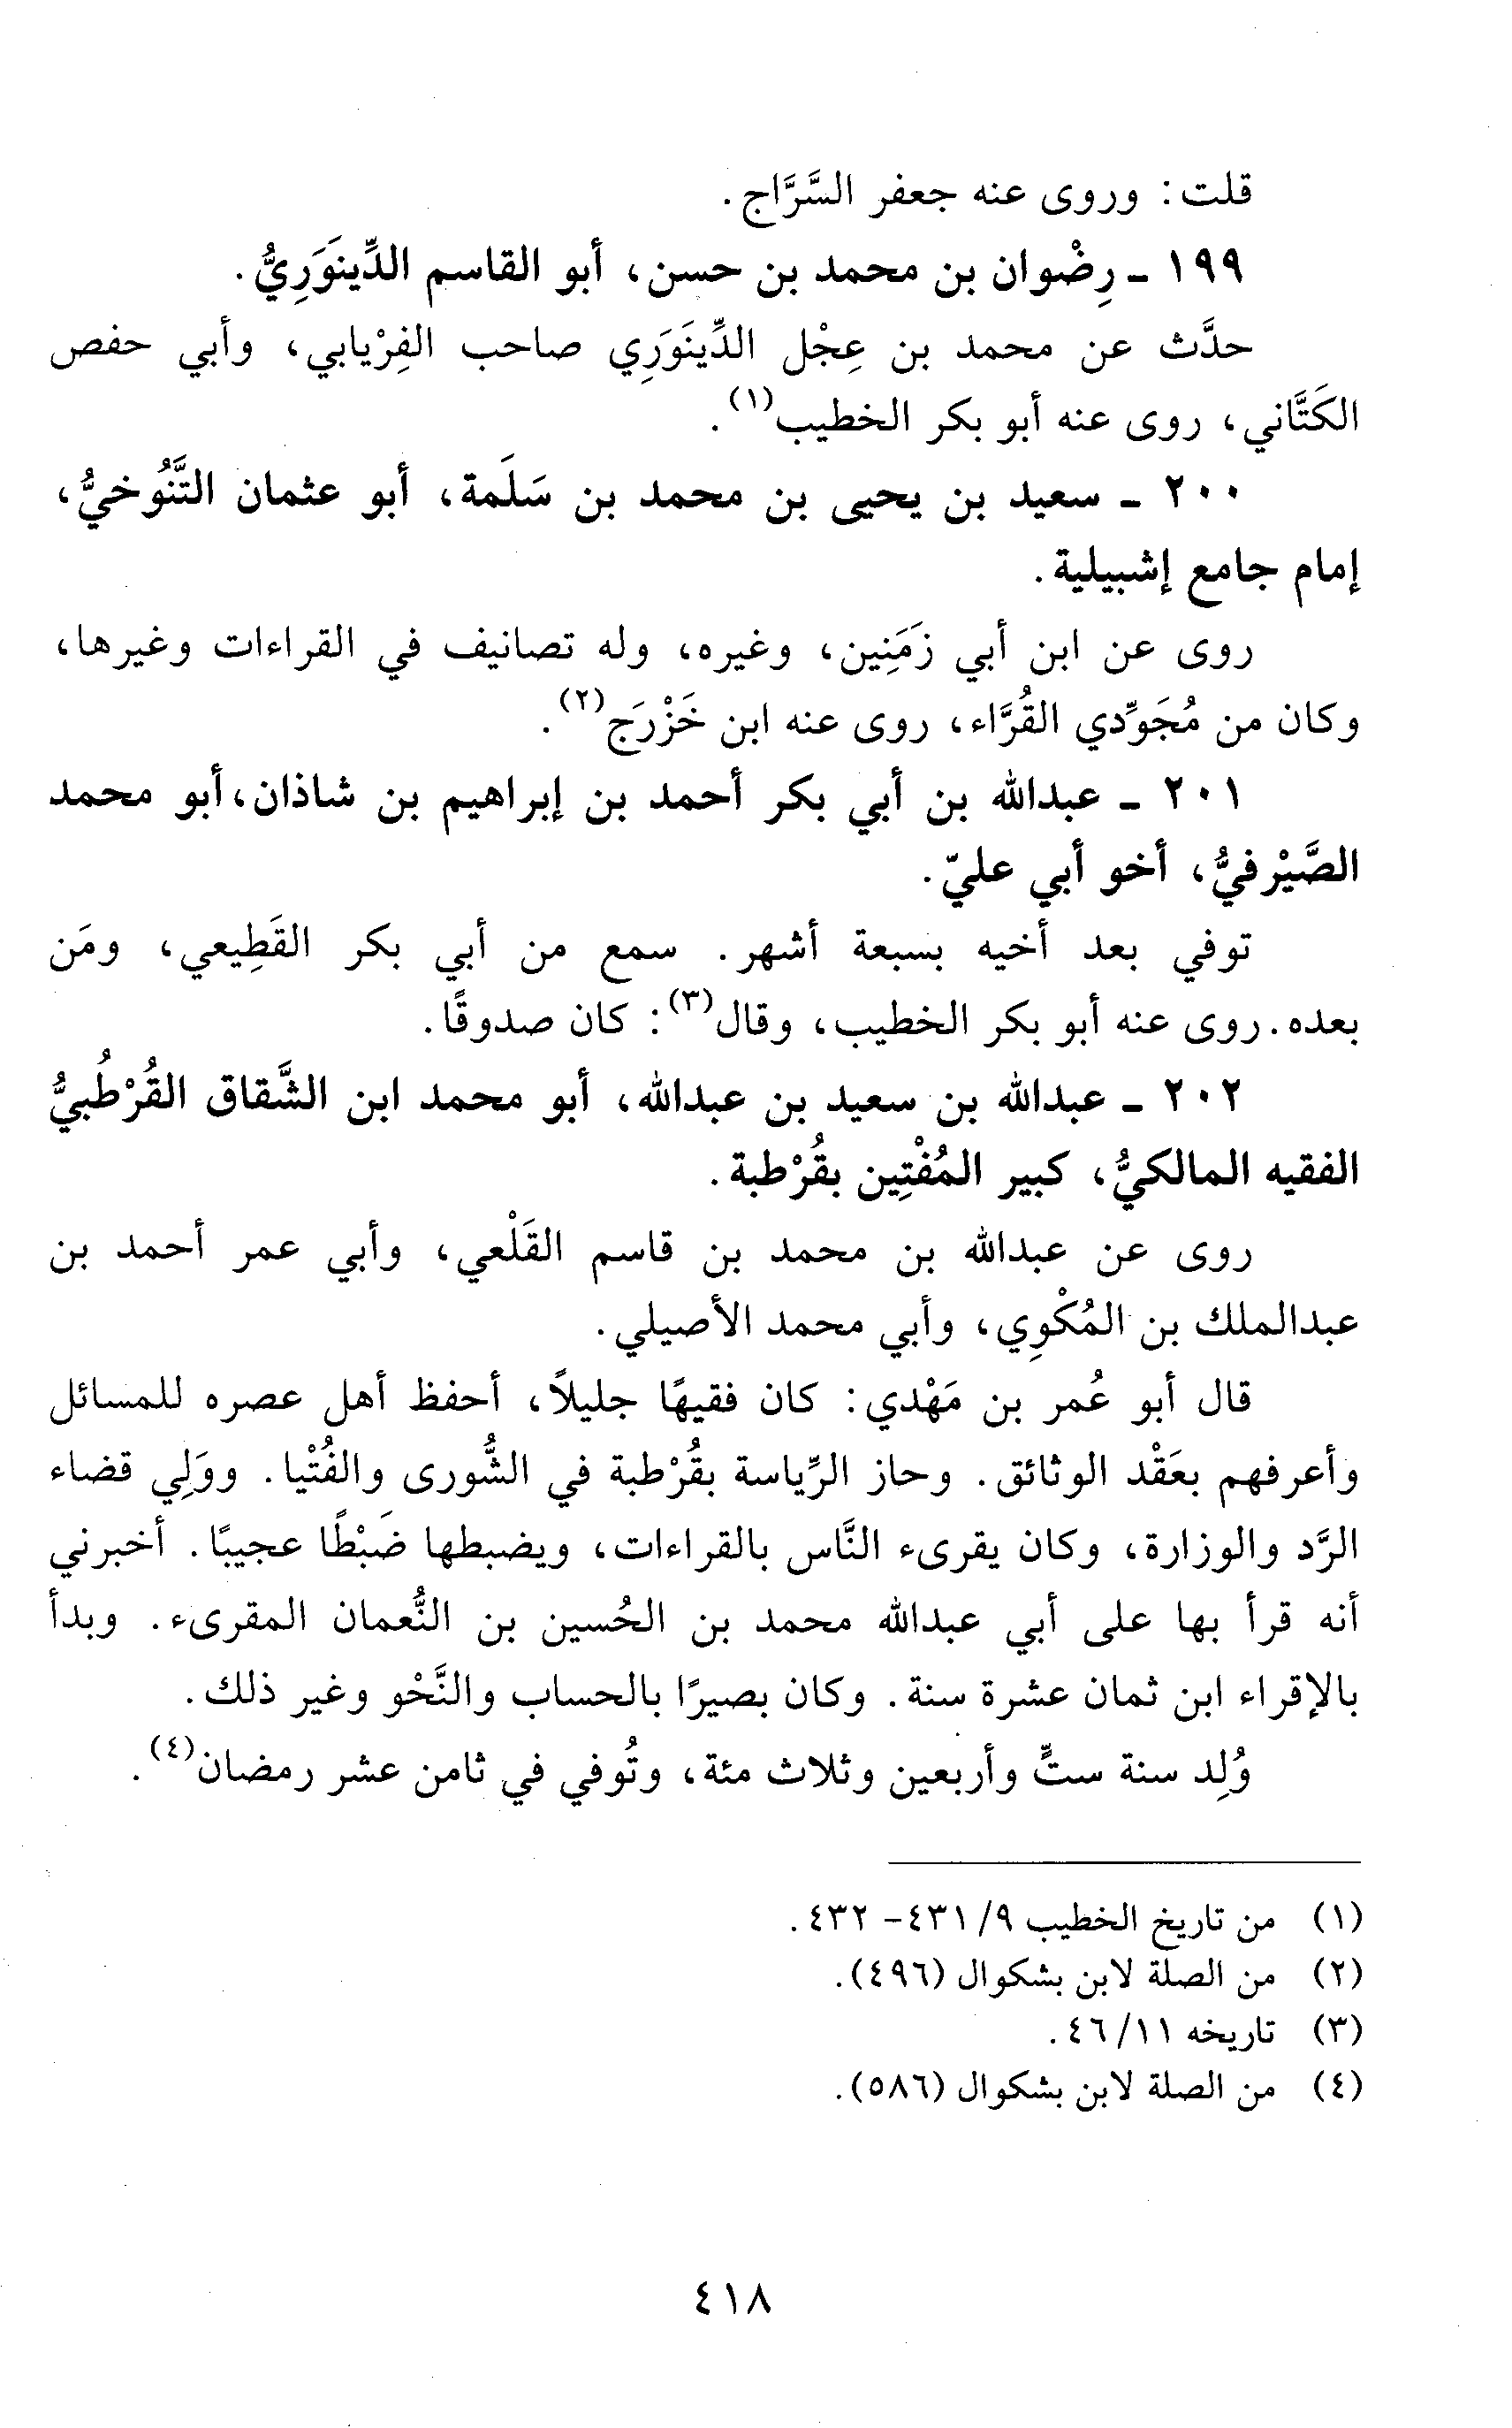 قلت: وروى عنه جعفر السَّرَّاج.
١٩٩ - رِضْوان بن محمد بن حسن، أبو القاسم الدِّينَوَرِيُّ.
حدَّث عن محمد بن عِجْل الدِّينَوَرِي صاحب الفِرْيابي، وأبي حفص
الكَتَّاني، روى عنه أبو بكر الخطيب(١).
٢٠٠ - سعيد بن يحيى بن محمد بن سَلَمة، أبو عثمان التَّنُوخيُّ،
إمام جامع إشبيلية.
روى عن ابن أبي زَمَنِين، وغيره، وله تصانيف في القراءات وغيرها،
وكان من مُجَوِّدي القُرَّاء، روى عنه ابن خَزْرَج(٢).
٢٠١ - عبدالله بن أبي بكر أحمد بن إبراهيم بن شاذان، أبو محمد
الصَّيْرفيُّ، أخو أبي عليّ.
توفي بعد أخيه بسبعة أشهر. سمع من أبي بكر القَطِيعي، ومَن
بعده. روى عنه أبو بكر الخطيب، وقال(٣): كان صدوقًا.
٢٠٢ - عبدالله بن سعيد بن عبدالله، أبو محمد ابن الشَّقاق القُرْطُبيُّ
الفقيه المالكيُّ، كبير المُفْتِين بقُرْطبة.
روى عن عبدالله بن محمد بن قاسم القَلْعي، وأبي عمر أحمد بن
عبدالملك بن المُكْوِي، وأبي محمد الأصيلي.
قال أبو عُمر بن مَهْدي: كان فقيهًا جليلاً، أحفظ أهل عصره للمسائل
وأعرفهم بعَقْد الوثائق. وحاز الرِّياسة بقُرْطبة في الشُّورى والفُتْيا. ووَلِي قضاء
الرَّد والوزارة، وكان يقرىء النَّاس بالقراءات، ويضبطها ضَبْطًا عجيبًا. أخبرني
أنه قرأ بها على أبي عبدالله محمد بن الحُسين بن النُّعمان المقرىء. وبدأ
بالإقراء ابن ثمان عشرة سنة. وكان بصيرًا بالحساب والنَّحْو وغير ذلك.
وُلِد سنة ستٍّ وأربعين وثلاث مئة، وتُوفي في ثامن عشر رمضان(٤).
(١) من تاريخ الخطيب ٩/ ٤٣١- ٤٣٢.
(٢) من الصلة لابن بشكوال (٤٩٦).
(٣) تاريخه ١١/ ٤٦.
(٤) من الصلة لابن بشكوال (٥٨٦).
٤١٨